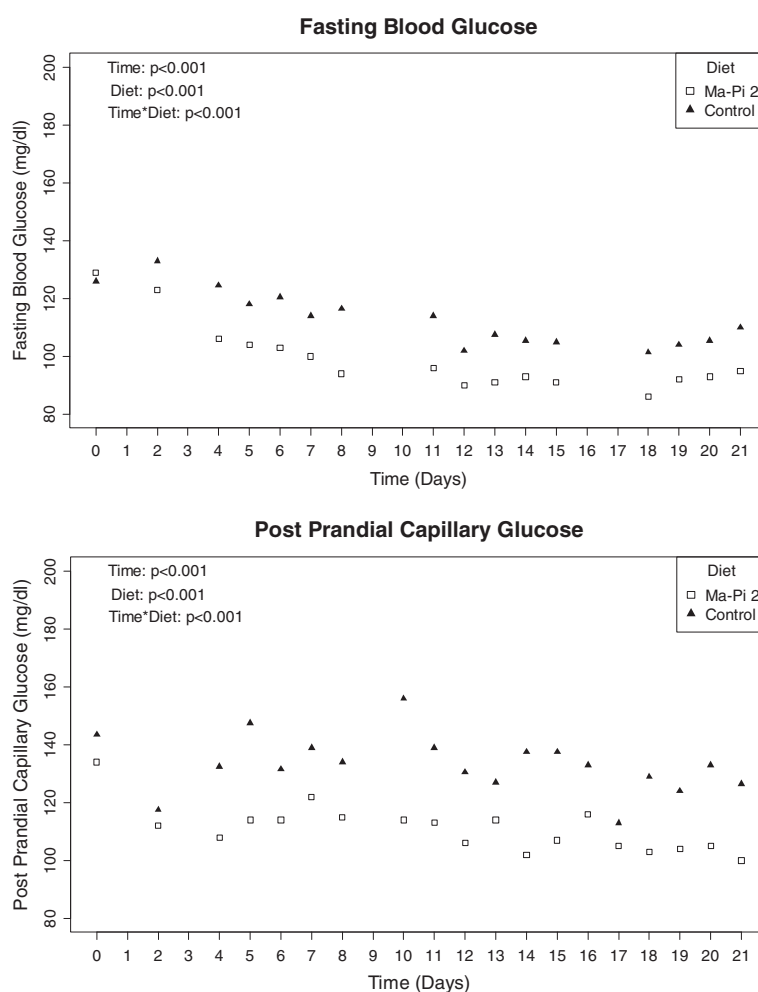 Fasting Blood Glucose
Time: p<0.001
Diet: p<0.001
Time*Diet: p<0.001
Diet
Ma-Pi 2
Control
Fasting Blood Glucose (mg/dl)
200
180
160
140
120
100
80
0 1 2 3 4 5 6 7 8 9 10 11 12 13 14 15 16 17 18 19 20 21
Time (Days)
Post Prandial Capillary Glucose
Time: p<0.001
Diet: p<0.001
Time*Diet: p<0.001
Diet
Ma-Pi 2
Control
Post Prandial Capillary Glucose (mg/dl)
200
180
160
140
120
100
80
0 1 2 3 4 5 6 7 8 9 10 11 12 13 14 15 16 17 18 19 20 21
Time (Days)